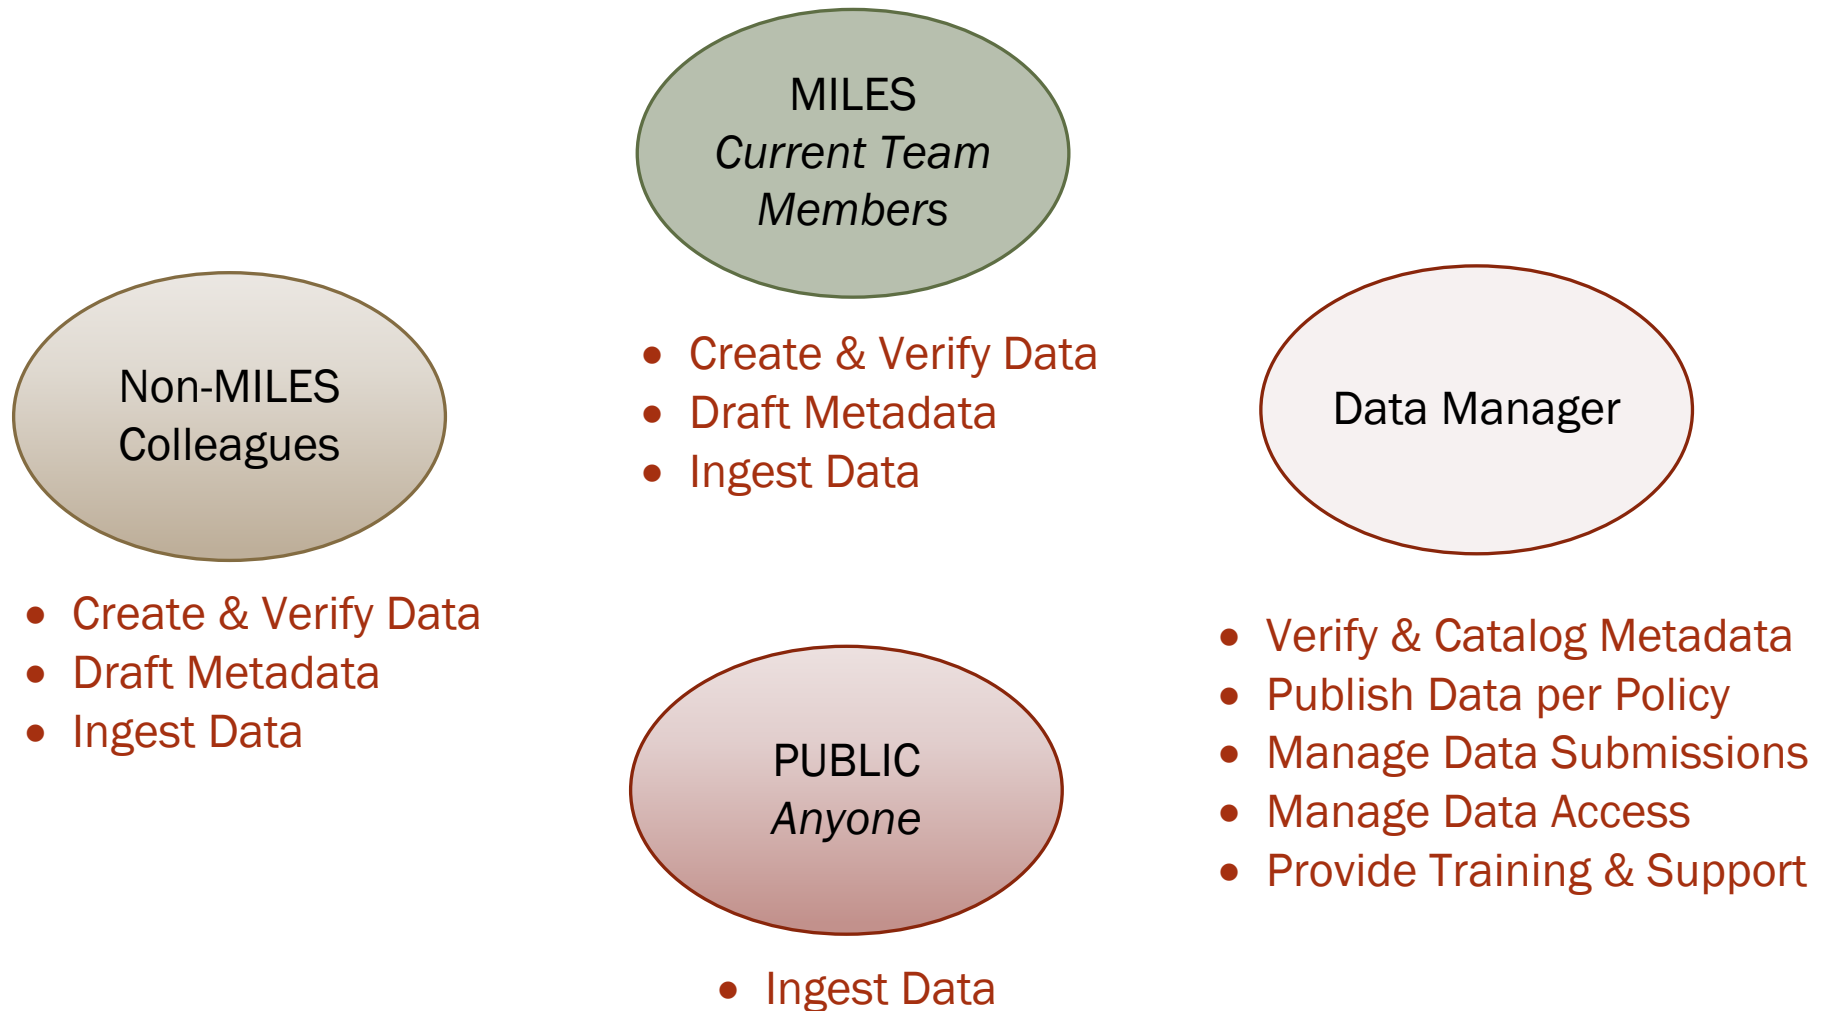 MILES
Current Team
Members
• Create & Verify Data
• Draft Metadata
• Ingest Data
Non-MILES
Colleagues
• Create & Verify Data
• Draft Metadata
• Ingest Data
Data Manager
• Verify & Catalog Metadata
• Publish Data per Policy
• Manage Data Submissions
• Manage Data Access
• Provide Training & Support
PUBLIC
Anyone
• Ingest Data